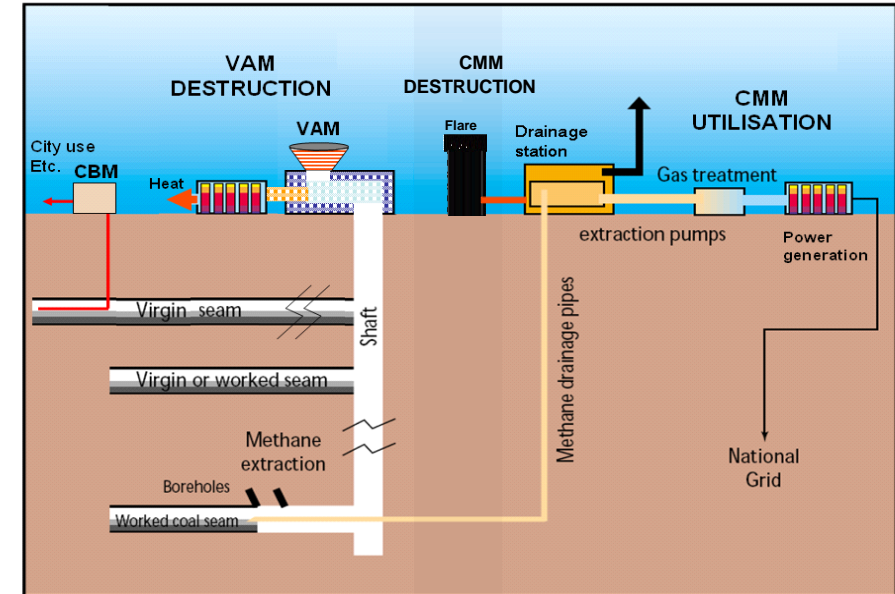 VAM
DESTRUCTION
CMM
DESTRUCTION
CMM
UTILISATION
VAM
Flare
Drainage
station
City use
Etc.
CBM
Heat
Gas treatment
extraction pumps
Power
generation
Virgin seam
Shaft
Methane drainage pipes
Virgin or worked seam
Methane
extraction
Boreholes
Worked coal seam
National
Grid